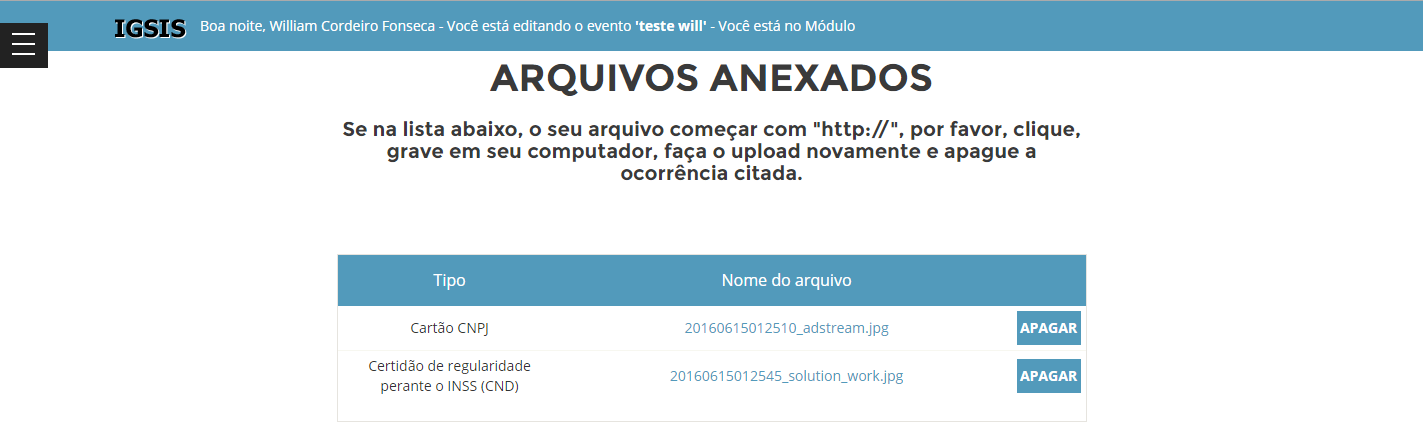 IGSIS Boa noite, William Cordeiro Fonseca - Você está editando o evento 'teste will' - Você está no Módulo
ARQUIVOS ANEXADOS
Se na lista abaixo, o seu arquivo começar com "http://", por favor, clique,
grave em seu computador, faça o upload novamente e apague a
ocorrência citada.
Tipo Nome do arquivo
Cartão CNPJ 20160615012510_adstream.jpg APAGAR
Certidão de regularidade
perante o INSS (CND) 20160615012545_solution_work.jpg APAGAR